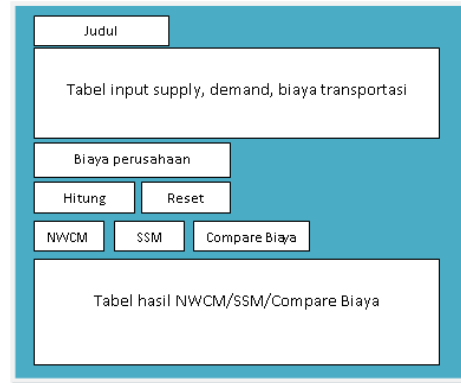 Judul
Tabel input supply, demand, biaya transportasi
Biaya perusahaan
Hitung Reset
NWCM SSM Compare Biaya
Tabel hasil NWCM/SSM/Compare Biaya